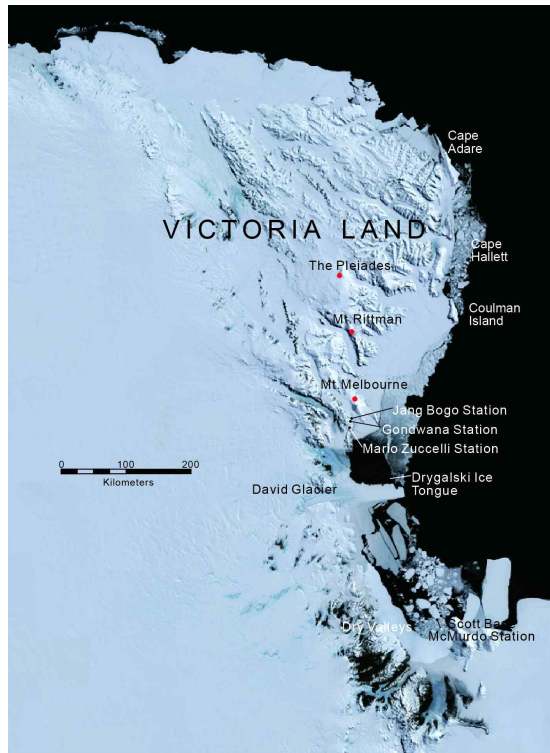 Cape
Adare
VICTORIA LAND
Cape
Hallett
The Pleiades
Coulman
Island
Mt.Rittman
Mt.Melbourne
Jang Bogo Station
Gondwana Station
Mario Zuccelli Station
0 100 200
Kilometers
Drygalski Ice
Tongue
David Glacier
Dry Valleys
Scott Base
McMurdo Station